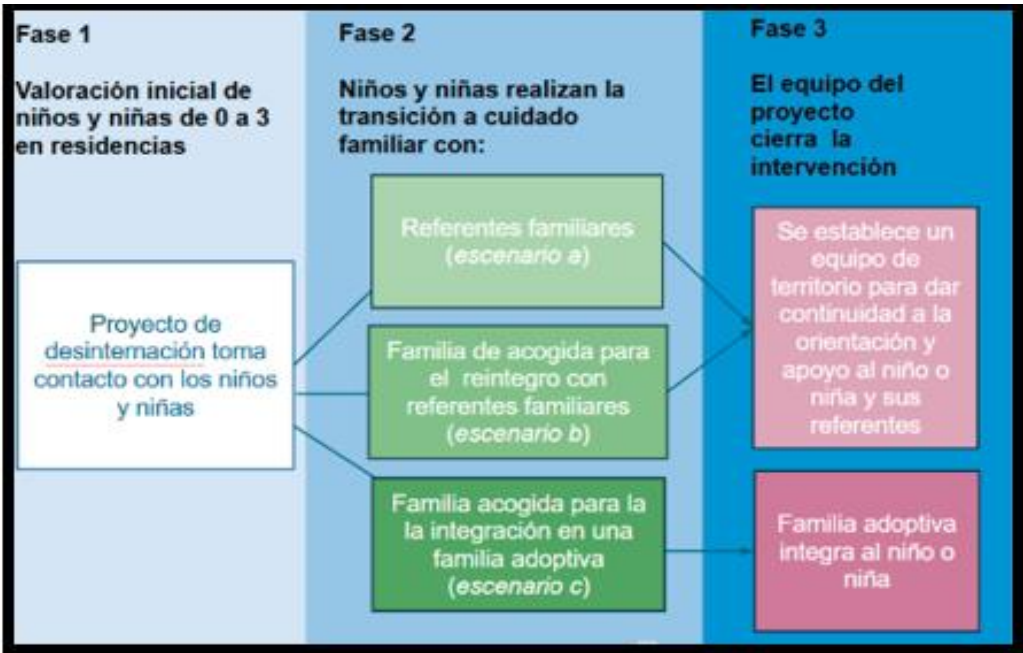 Fase 1
Valoración inicial de
niños y niñas de 0 a 3
en residencias
Proyecto de
desinternación toma
contacto con los niños
y niñas
Fase 2
Niños y niñas realizan la
transición a cuidado
familiar con:
Referentes familiares
(escenario a)
Familia de acogida para
el reintegro con
referentes familiares
(escenario b)
Familia acogida para la
la integración en una
familia adoptiva
(escenario c)
Fase 3
El equipo del
proyecto
cierra la
intervención
Se establece un
equipo de
territorio para dar
continuidad a la
orientación y
apoyo al niño o
niña y sus
referentes
Familia adoptiva
integra al niño o
niña